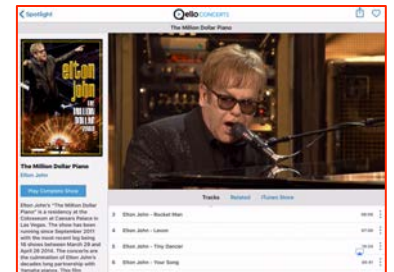 Spotlight
Qello CONCERTS
The Million Dollar Piano
elton
john
THE
MILLION
DOLLAR
PIANO
The Million Dollar Piano
Elton John
Play Complete Show
Elton John's "The Million Dollar
Piano" is a residency at the
Colosseum at Caesars Palace in
Las Vegas. The show has been
running since September 2011
with the most recent leg being
16 shows between March 29 and
April 26 2014. The concerts are
the culmination of Elton John's
decades long partnership with
Yamaha pianos. This film
Tracks Related iTunes Store
3 Elton John - Rocket Man
4 Elton John - Levon
5 Elton John - Tiny Dancer
6 Elton John - Your Song